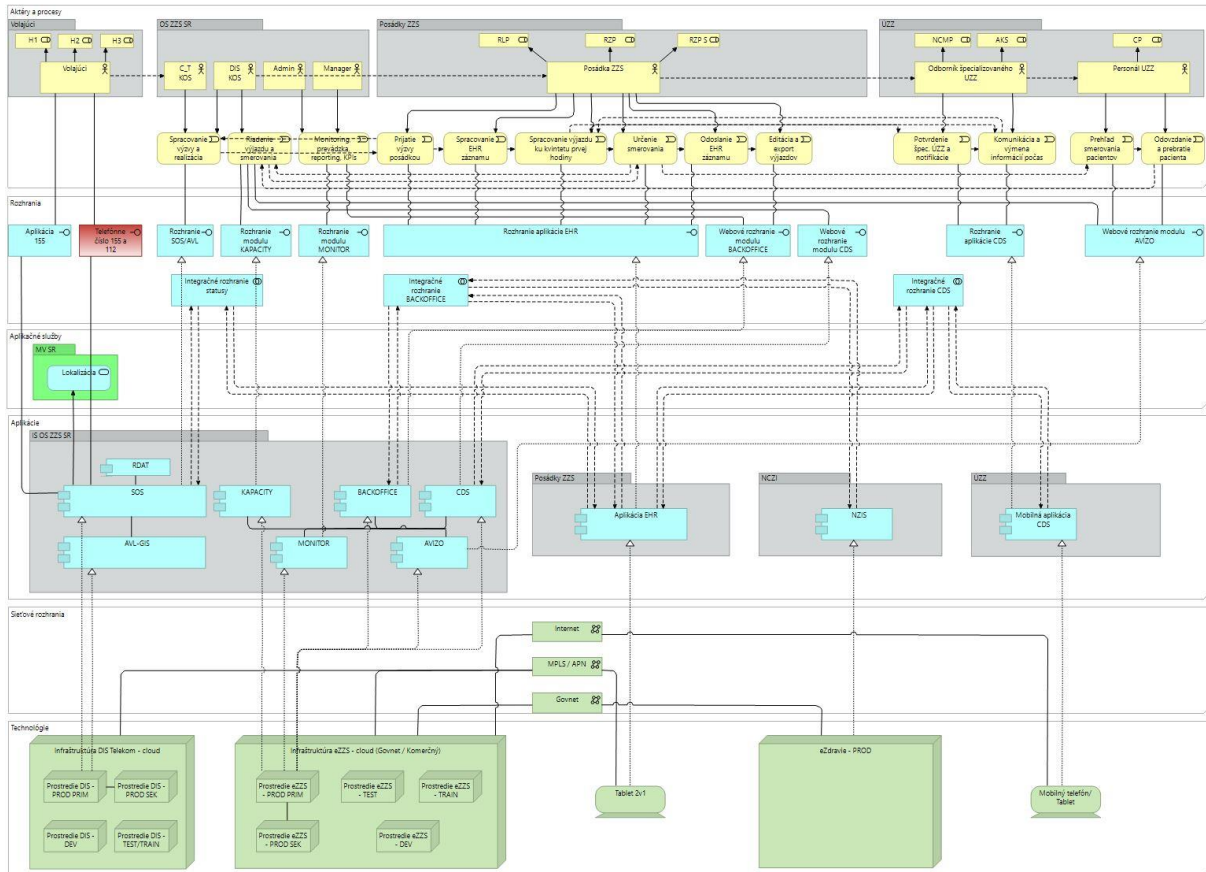 Aktéry a procesy
Volajúci
OS ZZS SR
Posádky ZZS
ÚZZ
H1
H2
H3
RLP
RZP
RZP S
NCMP
AKS
CP
Volajúci
C_T
KOS
DiS
KOS
Admin
Manager
Posádka ZZS
Odborník špecializovaného
ÚZZ
Personál ÚZZ
Spracovanie
výzvy a
realizácia
Riadenie
výjazdu a
smerovania
Monitoring,
prevádzka
reporting, KPIs
Prijatie
výzvy
posádkou
Spracovanie
EHR
záznamu
Spracovanie výjazdu
ku kvintetu prvej
hodiny
Určenie
smerovania
Odoslanie
EHR
záznamu
Editácia a
export
výjazdov
Potvrdenie
špec. ÚZZ a
notifikácie
Komunikácia a
výmena
informácií počas
Prehľad
smerovania
pacientov
Odovzdanie a
prebratie
pacienta
Rozhrania
Aplikácia
155
Telefónne
číslo 155 a
112
Rozhranie
SOS/AVL
Rozhranie
modulu
KAPACITY
Rozhranie
modulu
MONITOR
Rozhranie aplikácie EHR
Webové rozhranie
modulu
BACKOFFICE
Webové
rozhranie
modulu CDS
Rozhranie
aplikácie CDS
Webové rozhranie modulu
AVÍZO
Integračné rozhranie
statusy
Integračné
rozhranie
BACKOFFICE
Integračné
rozhranie CDS
Aplikačné služby
MV SR
Lokalizácia
Aplikácie
IS OS ZZS SR
RDAT
SOS
KAPACITY
BACKOFFICE
CDS
AVL-GIS
MONITOR
AVÍZO
Posádky ZZS
Aplikácia EHR
NCZI
NZIS
ÚZZ
Mobilná aplikácia
CDS
Sieťové rozhrania
Internet
MPLS / APN
Govnet
Technológie
Infraštruktúra DIS Telekom - cloud
Prostredie DIS -
PROD PRIM
Prostredie DIS -
PROD SEK
Prostredie DIS -
DEV
Prostredie DIS -
TEST/TRAIN
Infraštruktúra eZZS - cloud (Govnet / Komerčný)
Prostredie eZZS
- PROD PRIM
Prostredie eZZS
- TEST
Prostredie eZZS
- TRAIN
Prostredie eZZS
- PROD SEK
Prostredie eZZS
- DEV
Tablet 2v1
eZdravie - PROD
Mobilný telefón/
Tablet